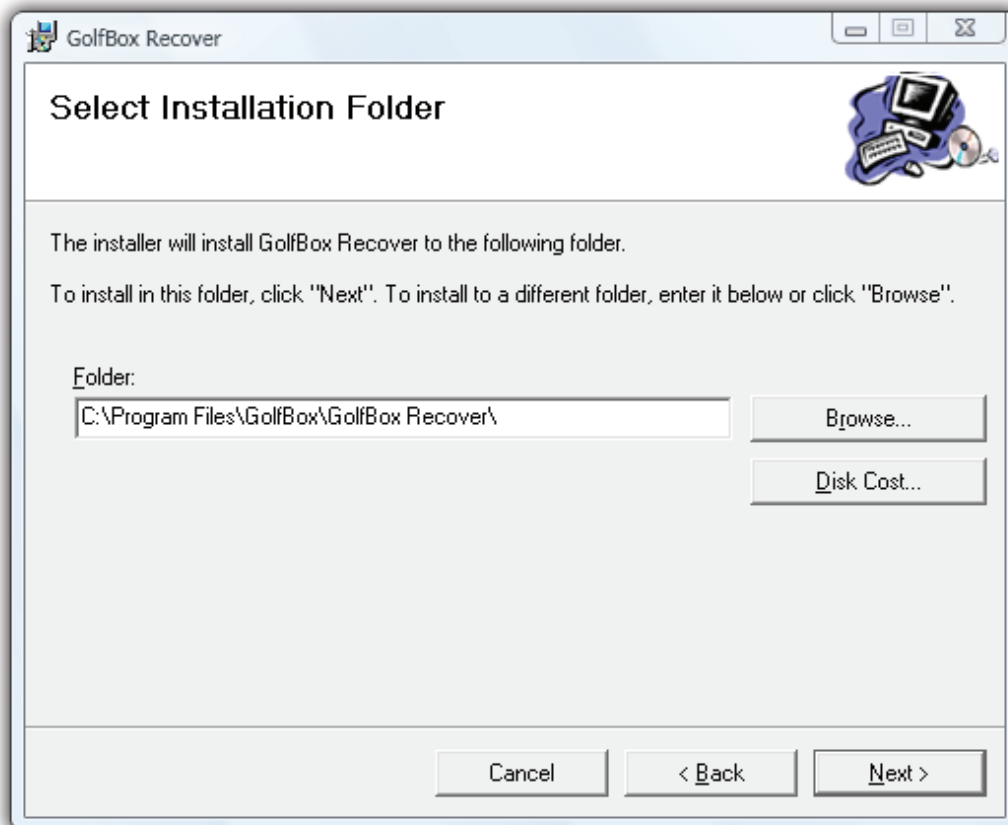 GolfBox Recover
Select Installation Folder
The installer will install GolfBox Recover to the following folder.
To install in this folder, click "Next". To install to a different folder, enter it below or click "Browse".
Folder:
C:\Program Files\GolfBox\GolfBox Recover\
Browse...
Disk Cost...
Cancel
< Back
Next >